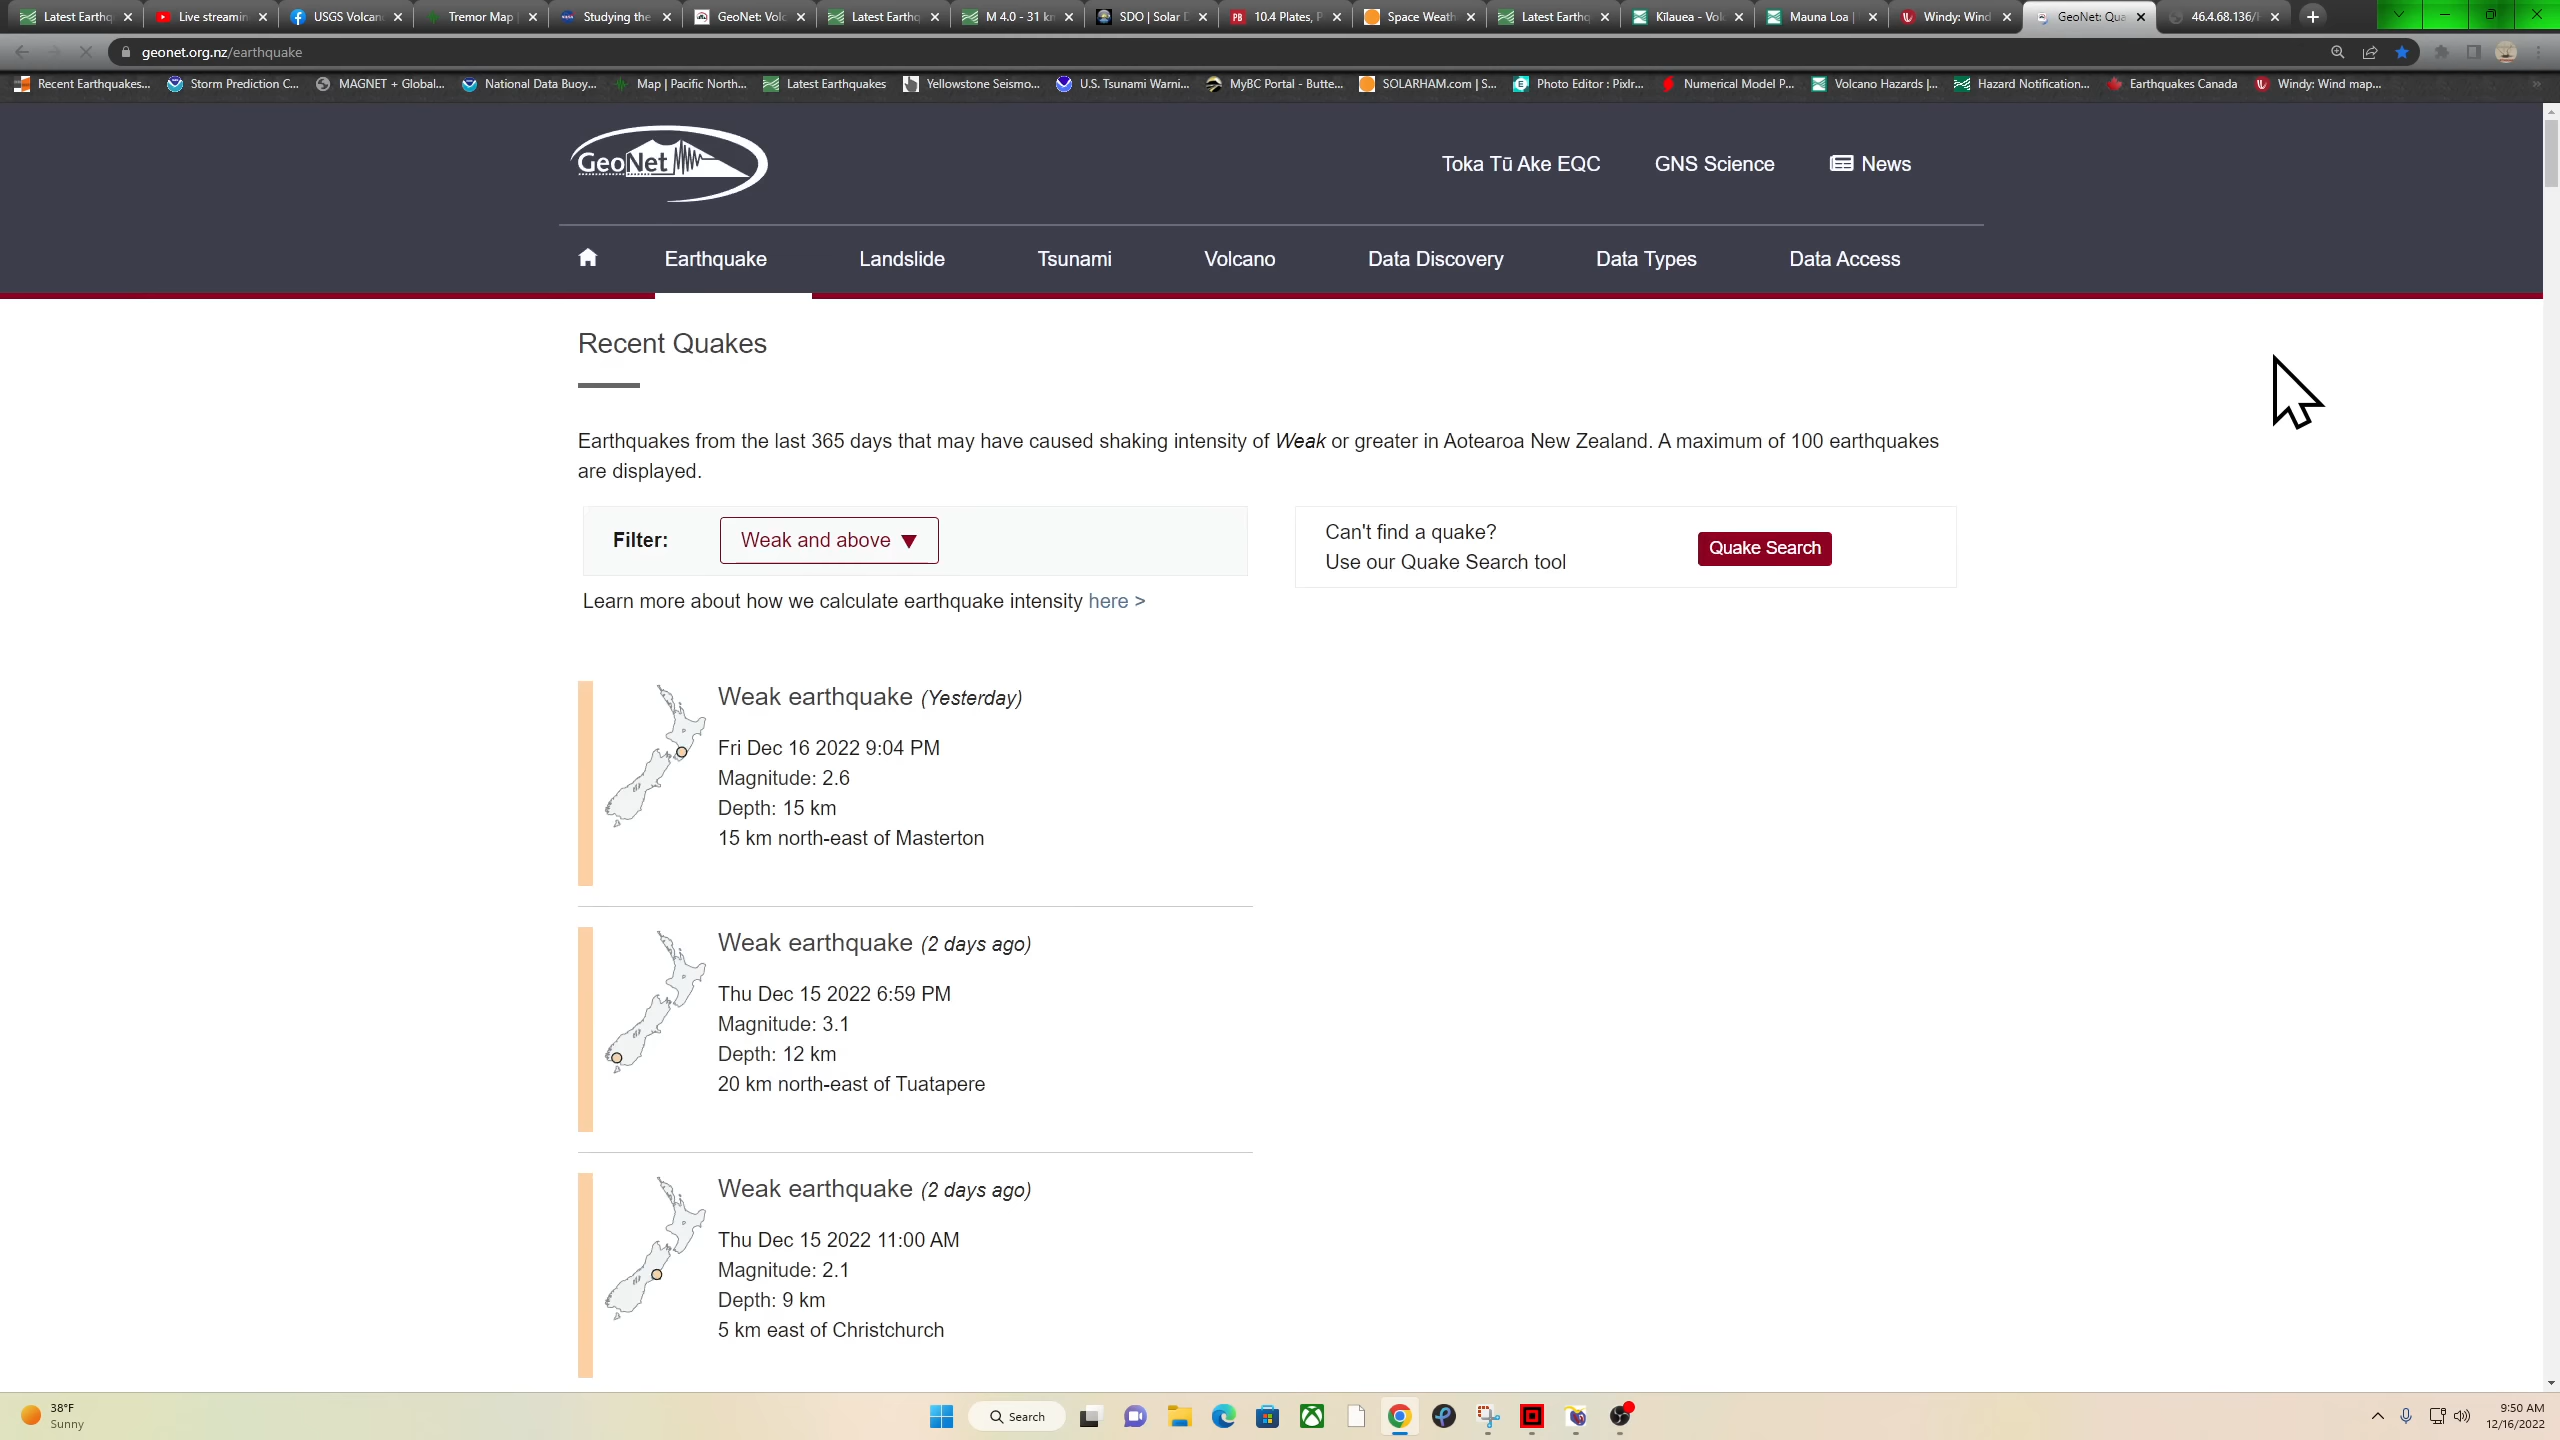 Latest Earthq
Live streamin
USGS Volcan
Tremor Map
Studying the
GeoNet: Volc
Latest Earthq
M 4.0 - 31 k
SDO | Solar D
10.4 Plates, P
Space Weath
Latest Earthq
Kīlauea - Vol
Mauna Loa |
Windy: Wind
GeoNet: Qua
46.4.68.136/
geonet.org.nz/earthquake
Recent Earthquakes...
Storm Prediction C...
MAGNET + Global...
National Data Buoy...
Map | Pacific North...
Latest Earthquakes
Yellowstone Seismo...
U.S. Tsunami Warni...
MyBC Portal - Butte...
SOLARHAM.com | S...
Photo Editor : Pixlr...
Numerical Model P...
Volcano Hazards |...
Hazard Notification...
Earthquakes Canada
Windy: Wind map...
GeoNet
Toka Tū Ake EQC
GNS Science
News
Earthquake
Landslide
Tsunami
Volcano
Data Discovery
Data Types
Data Access
Recent Quakes
Earthquakes from the last 365 days that may have caused shaking intensity of Weak or greater in Aotearoa New Zealand. A maximum of 100 earthquakes
are displayed.
Filter:
Weak and above ▼
Can't find a quake?
Use our Quake Search tool
Quake Search
Learn more about how we calculate earthquake intensity here >
Weak earthquake (Yesterday)
Fri Dec 16 2022 9:04 PM
Magnitude: 2.6
Depth: 15 km
15 km north-east of Masterton
Weak earthquake (2 days ago)
Thu Dec 15 2022 6:59 PM
Magnitude: 3.1
Depth: 12 km
20 km north-east of Tuatapere
Weak earthquake (2 days ago)
Thu Dec 15 2022 11:00 AM
Magnitude: 2.1
Depth: 9 km
5 km east of Christchurch
38°F
Sunny
Search
9:50 AM
12/16/2022